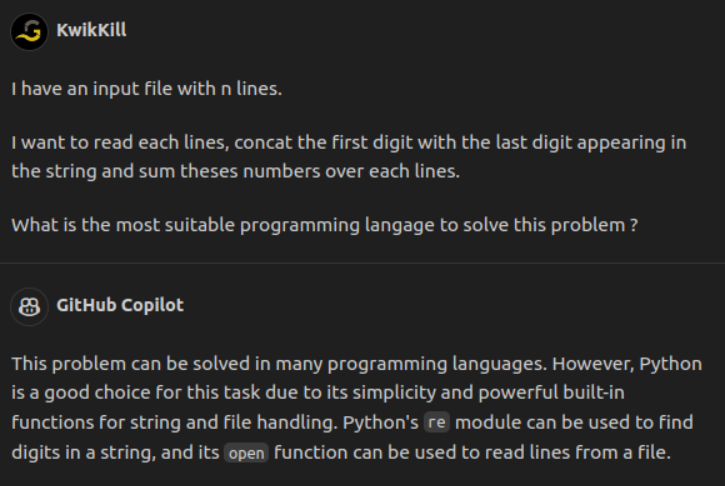 KwikKill
I have an input file with n lines.
I want to read each lines, concat the first digit with the last digit appearing in
the string and sum theses numbers over each lines.
What is the most suitable programming langage to solve this problem ?
GitHub Copilot
This problem can be solved in many programming languages. However, Python
is a good choice for this task due to its simplicity and powerful built-in
functions for string and file handling. Python's re module can be used to find
digits in a string, and its open function can be used to read lines from a file.